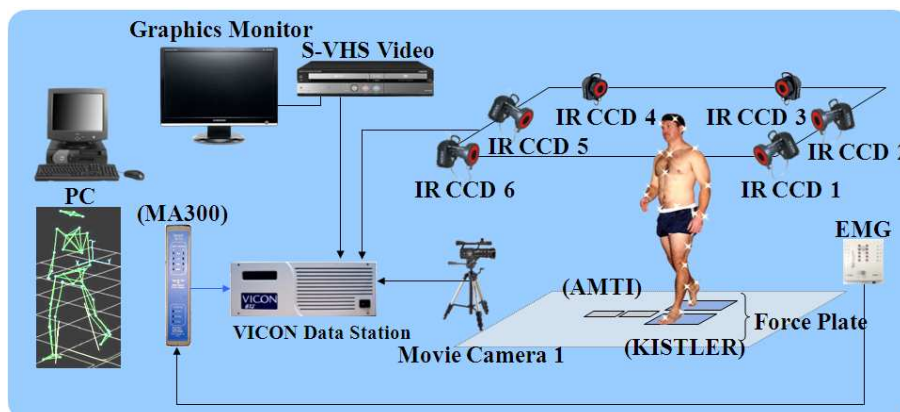 Graphics Monitor
S-VHS Video
IR CCD 4
IR CCD 3
IR CCD 5
IR CCD 2
IR CCD 6
IR CCD 1
PC
(MA300)
EMG
VICON
VICON Data Station
(AMTI)
Force Plate
Movie Camera 1
(KISTLER)